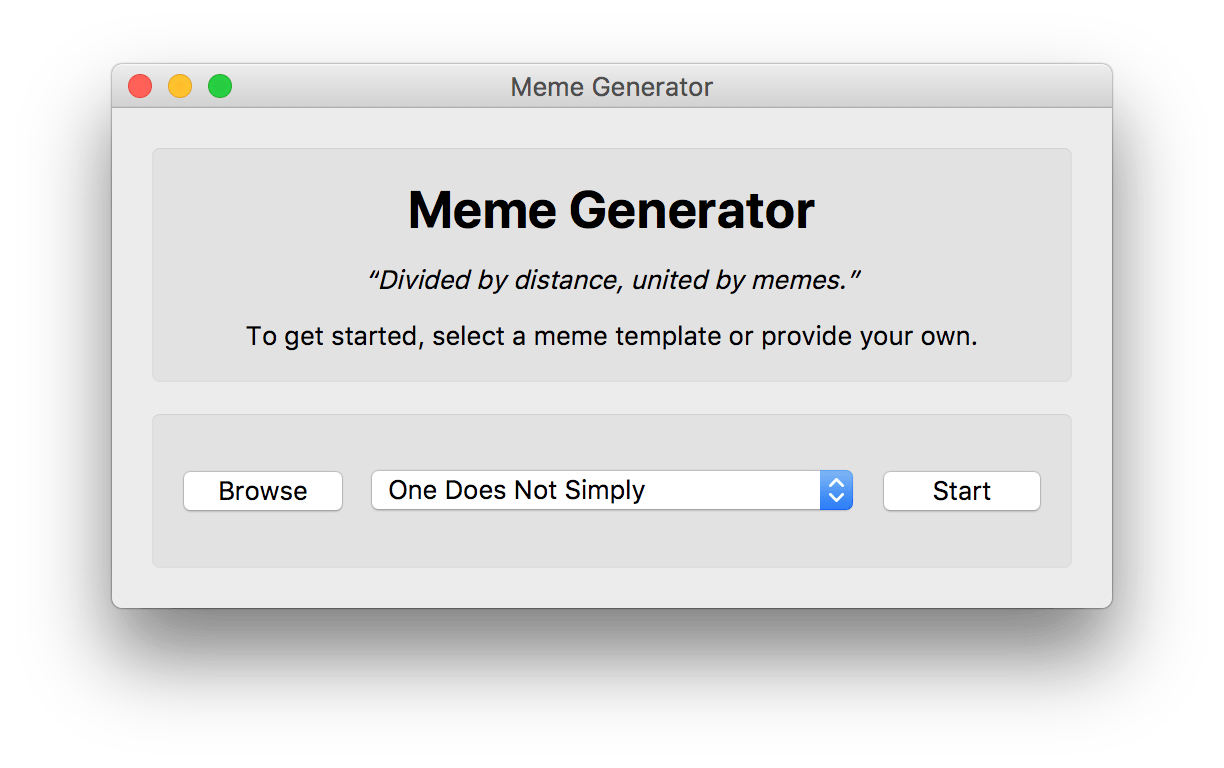 Meme Generator
Meme Generator
“Divided by distance, united by memes.”
To get started, select a meme template or provide your own.
Browse One Does Not Simply Start